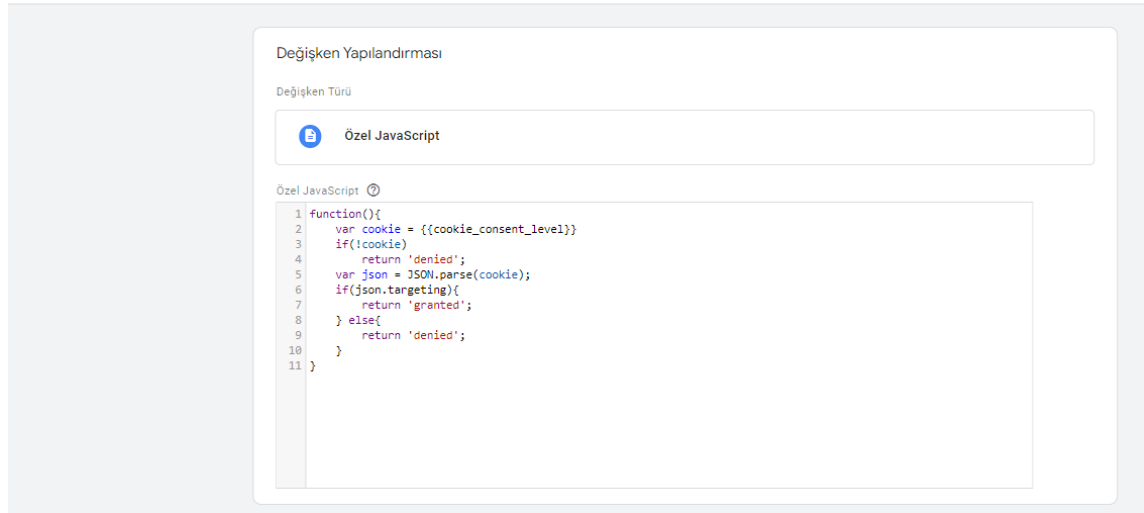 Değişken Yapılandırması
Değişken Türü
Özel JavaScript
Özel JavaScript
1 function(){
2 var cookie = {{cookie_consent_level}}
3 if(!cookie)
4 return 'denied';
5 var json = JSON.parse(cookie);
6 if(json.targeting){
7 return 'granted';
8 } else{
9 return 'denied';
10 }
11 }